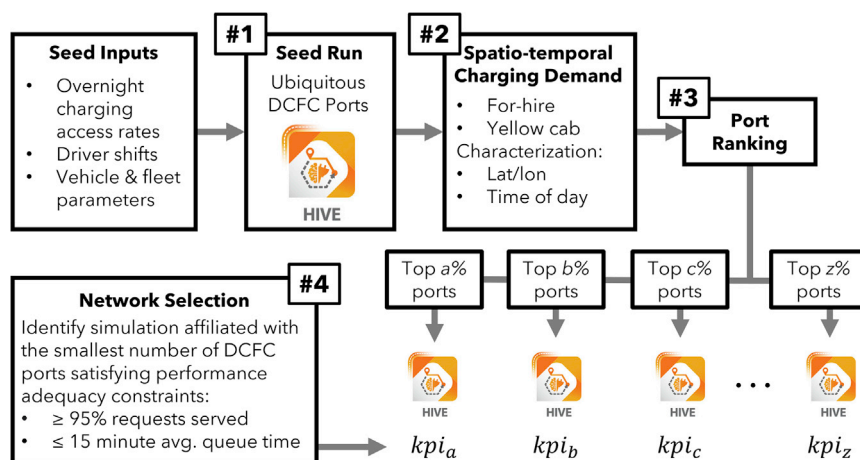 Seed Inputs
• Overnight
charging
access rates
• Driver shifts
• Vehicle & fleet
parameters
#1
Seed Run
Ubiquitous
DCFC Ports
HIVE
#2
Spatio-temporal
Charging Demand
• For-hire
• Yellow cab
Characterization:
• Lat/lon
• Time of day
#3
Port
Ranking
Top a%
ports
Top b%
ports
Top c%
ports
Top z%
ports
HIVE
HIVE
HIVE
...
HIVE
kpi_a
kpi_b
kpi_c
kpi_z
#4
Network Selection
Identify simulation affiliated with
the smallest number of DCFC
ports satisfying performance
adequacy constraints:
• ≥ 95% requests served
• ≤ 15 minute avg. queue time